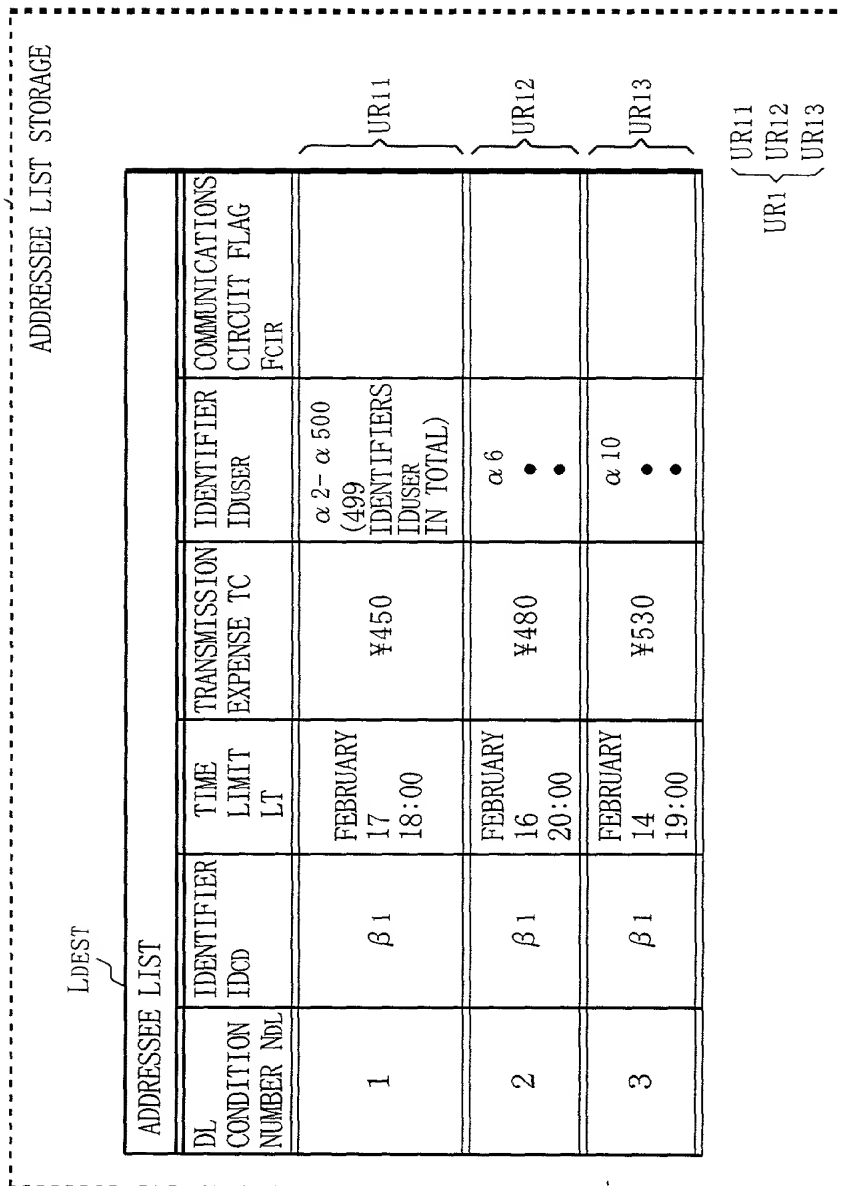 ADDRESSEE LIST STORAGE
LDEST
ADDRESSEE LIST
DL
CONDITION
NUMBER NDL
IDENTIFIER
IDCD
TIME
LIMIT
LT
TRANSMISSION
EXPENSE TC
IDENTIFIER
IDUSER
COMMUNICATIONS
CIRCUIT FLAG
FCIR
1
β1
FEBRUARY
17
18:00
¥450
α2-α500
(499
IDENTIFIERS
IDUSER
IN TOTAL)
UR11
2
β1
FEBRUARY
16
20:00
¥480
α6
UR12
3
β1
FEBRUARY
14
19:00
¥530
α10
UR13
UR1
UR11
UR12
UR13